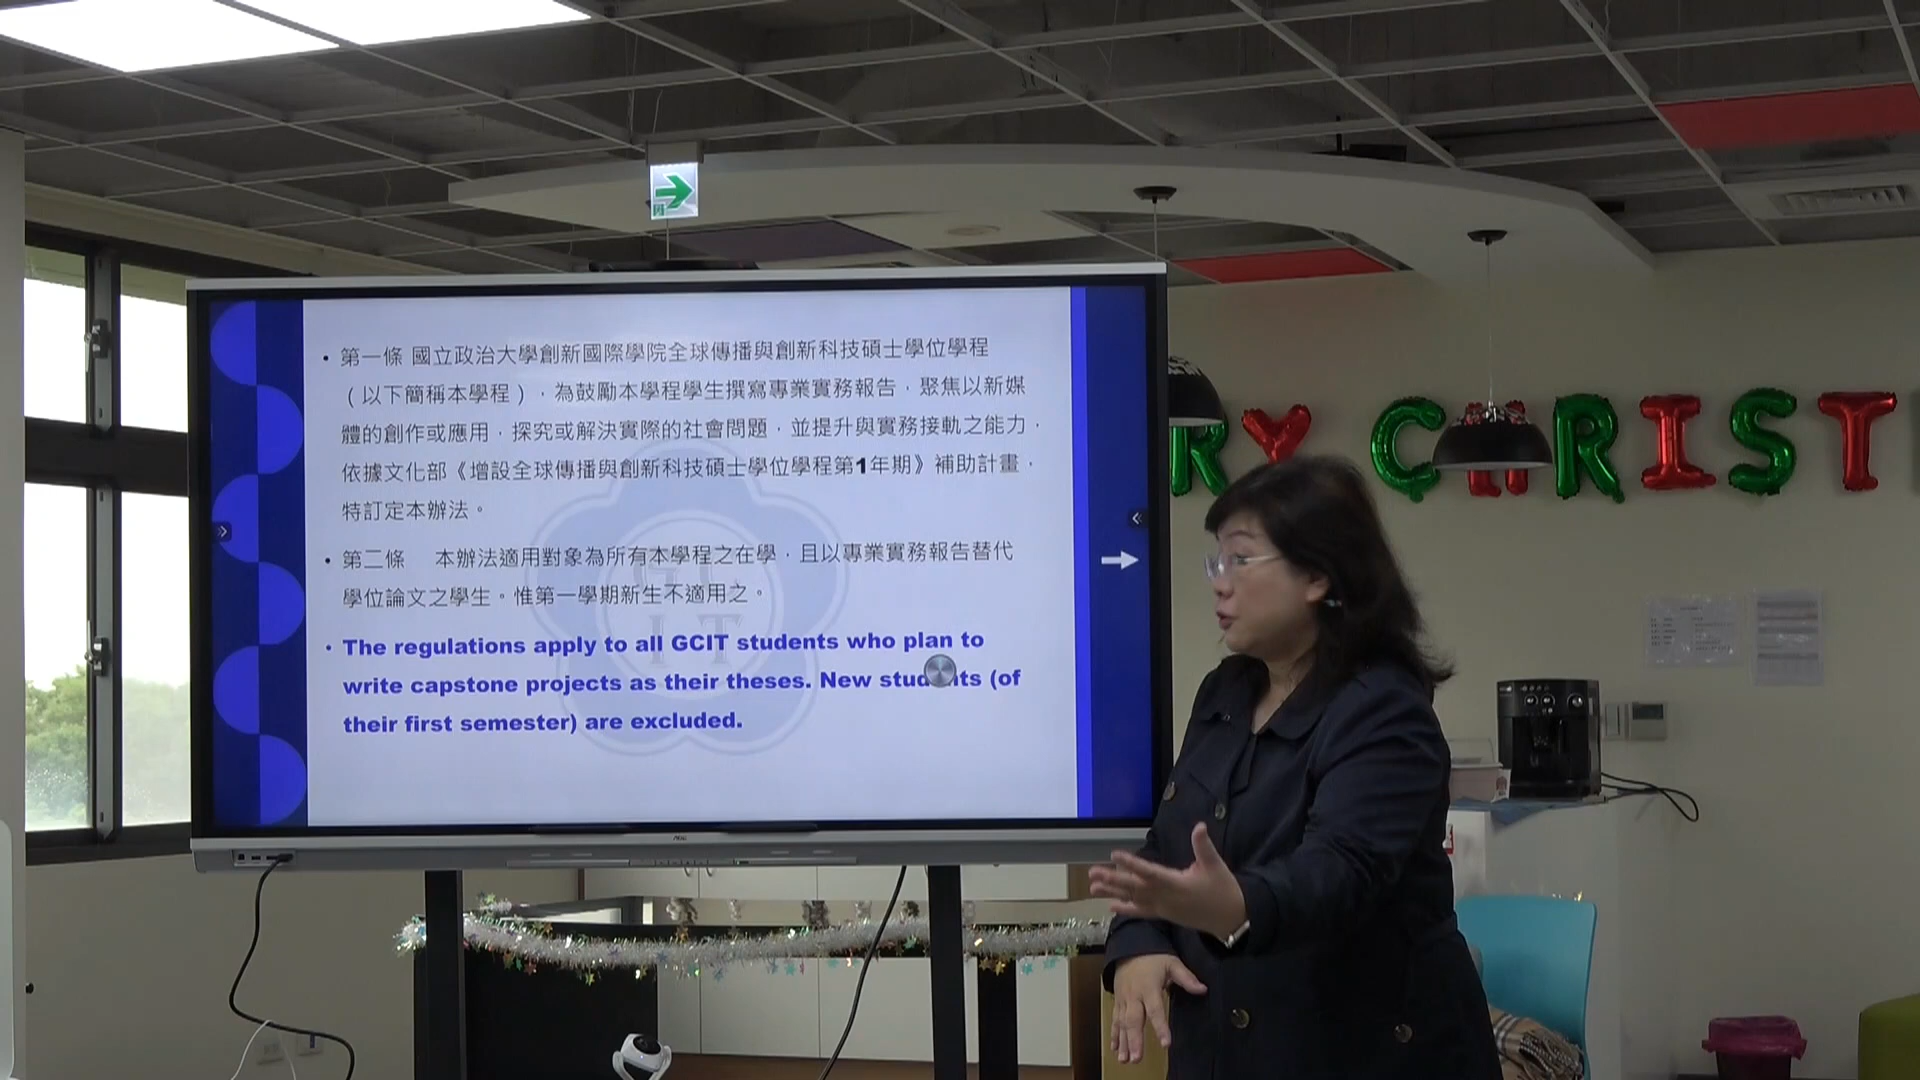 • 第一條 國立政治大學創新國際學院全球傳播與創新科技碩士學位學程
（以下簡稱本學程），為鼓勵本學程學生撰寫專業實務報告，聚焦以新媒
體的創作或應用，探究或解決實際的社會問題，並提升與實務接軌之能力，
依據文化部《增設全球傳播與創新科技碩士學位學程第1年期》補助計畫，
特訂定本辦法。
• 第二條 本辦法適用對象為所有本學程之在學，且以專業實務報告替代
學位論文之學生。惟第一學期新生不適用之。
• The regulations apply to all GCIT students who plan to
write capstone projects as their theses. New students (of
their first semester) are excluded.
GC
IT
RY CHRIST